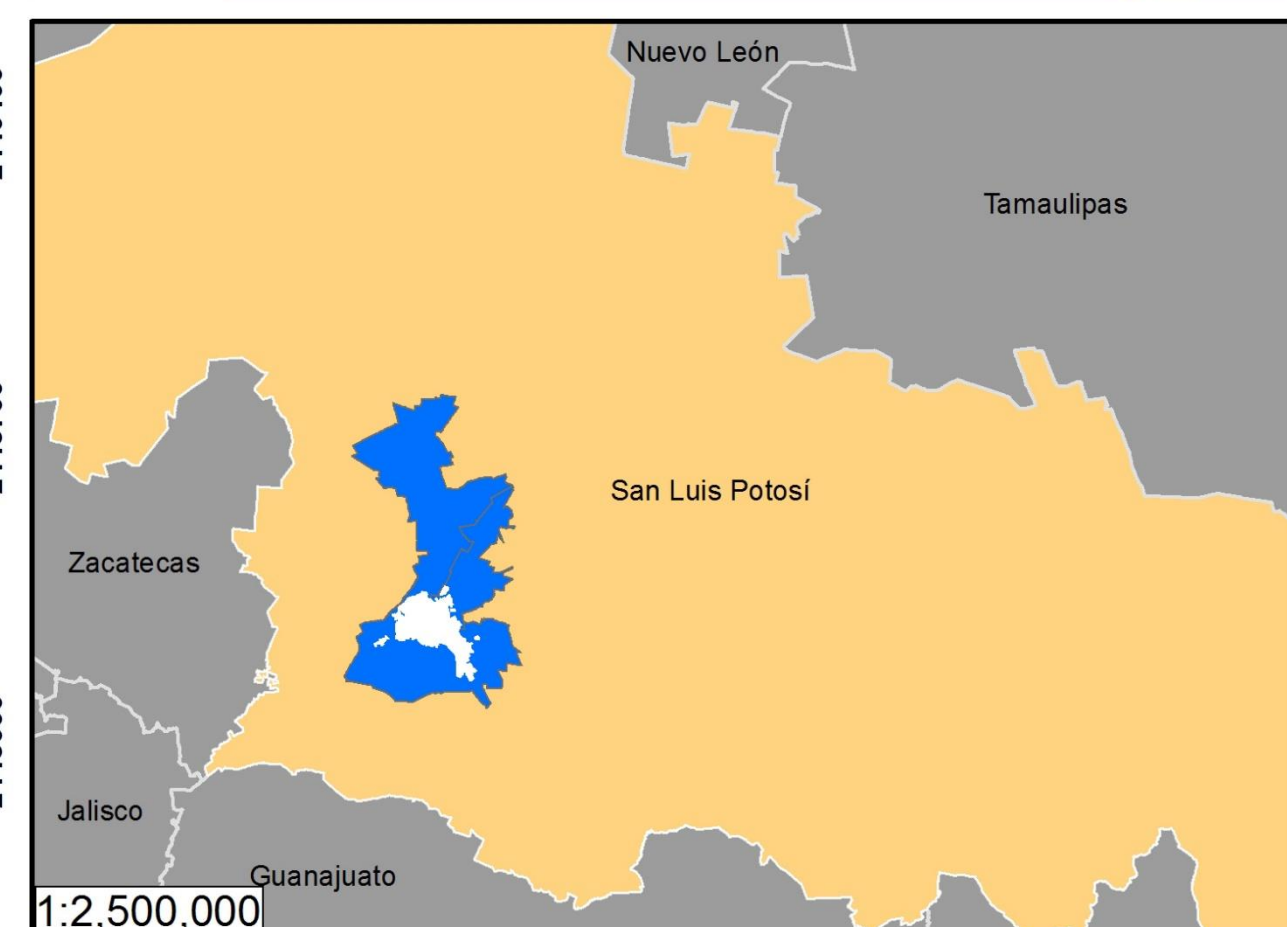 Nuevo León
Tamaulipas
San Luis Potosí
Zacatecas
Jalisco
Guanajuato
1:2,500,000